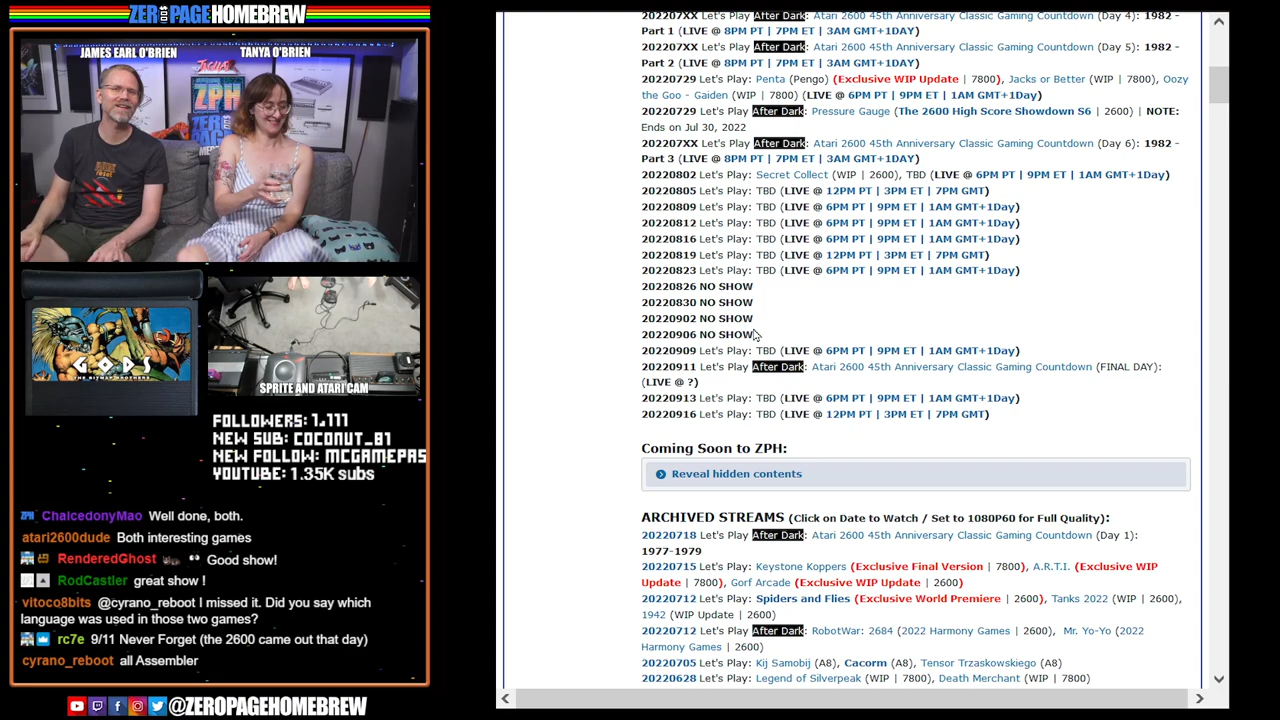 ZEROPAGEHOMEBREW
JAMES EARL O'BRIEN
TANYA O'BRIEN
JAGUAR
ZPH
GODS
THE BITMAP BROTHERS
SPRITE AND ATARI CAM
FOLLOWERS: 1,111
NEW SUB: COCONUT_81
NEW FOLLOW: MCGAMEPAS
YOUTUBE: 1.35K subs
ChalcedonyMao Well done, both.
atari2600dude Both interesting games
RenderedGhost Good show!
RodCastler great show !
vitoco8bits @cyrano_reboot I missed it. Did you say which
language was used in those two games?
rc7e 9/11 Never Forget (the 2600 came out that day)
cyrano_reboot all Assembler
@ZEROPAGEHOMEBREW
202207XX Let's Play After Dark: Atari 2600 45th Anniversary Classic Gaming Countdown (Day 4): 1982 -
Part 1 (LIVE @ 8PM PT | 7PM ET | 3AM GMT+1DAY)
202207XX Let's Play After Dark: Atari 2600 45th Anniversary Classic Gaming Countdown (Day 5): 1982 -
Part 2 (LIVE @ 8PM PT | 7PM ET | 3AM GMT+1DAY)
20220729 Let's Play: Penta (Pengo) (Exclusive WIP Update | 7800), Jacks or Better (WIP | 7800), Oozy
the Goo - Gaiden (WIP | 7800) (LIVE @ 6PM PT | 9PM ET | 1AM GMT+1Day)
20220729 Let's Play After Dark: Pressure Gauge (The 2600 High Score Showdown S6 | 2600) | NOTE:
Ends on Jul 30, 2022
202207XX Let's Play After Dark: Atari 2600 45th Anniversary Classic Gaming Countdown (Day 6): 1982 -
Part 3 (LIVE @ 8PM PT | 7PM ET | 3AM GMT+1DAY)
20220802 Let's Play: Secret Collect (WIP | 2600), TBD (LIVE @ 6PM PT | 9PM ET | 1AM GMT+1Day)
20220805 Let's Play: TBD (LIVE @ 12PM PT | 3PM ET | 7PM GMT)
20220809 Let's Play: TBD (LIVE @ 6PM PT | 9PM ET | 1AM GMT+1Day)
20220812 Let's Play: TBD (LIVE @ 6PM PT | 9PM ET | 1AM GMT+1Day)
20220816 Let's Play: TBD (LIVE @ 6PM PT | 9PM ET | 1AM GMT+1Day)
20220819 Let's Play: TBD (LIVE @ 12PM PT | 3PM ET | 7PM GMT)
20220823 Let's Play: TBD (LIVE @ 6PM PT | 9PM ET | 1AM GMT+1Day)
20220826 NO SHOW
20220830 NO SHOW
20220902 NO SHOW
20220906 NO SHOW
20220909 Let's Play: TBD (LIVE @ 6PM PT | 9PM ET | 1AM GMT+1Day)
20220911 Let's Play After Dark: Atari 2600 45th Anniversary Classic Gaming Countdown (FINAL DAY):
(LIVE @ ?)
20220913 Let's Play: TBD (LIVE @ 6PM PT | 9PM ET | 1AM GMT+1Day)
20220916 Let's Play: TBD (LIVE @ 12PM PT | 3PM ET | 7PM GMT)
Coming Soon to ZPH:
Reveal hidden contents
ARCHIVED STREAMS (Click on Date to Watch / Set to 1080P60 for Full Quality):
20220718 Let's Play After Dark: Atari 2600 45th Anniversary Classic Gaming Countdown (Day 1):
1977-1979
20220715 Let's Play: Keystone Koppers (Exclusive Final Version | 7800), A.R.T.I. (Exclusive WIP
Update | 7800), Gorf Arcade (Exclusive WIP Update | 2600)
20220712 Let's Play: Spiders and Flies (Exclusive World Premiere | 2600), Tanks 2022 (WIP | 2600),
1942 (WIP Update | 2600)
20220712 Let's Play After Dark: RobotWar: 2684 (2022 Harmony Games | 2600), Mr. Yo-Yo (2022
Harmony Games | 2600)
20220705 Let's Play: Kij Samobij (A8), Cacorm (A8), Tensor Trzaskowskiego (A8)
20220628 Let's Play: Legend of Silverpeak (WIP | 7800), Death Merchant (WIP | 7800)